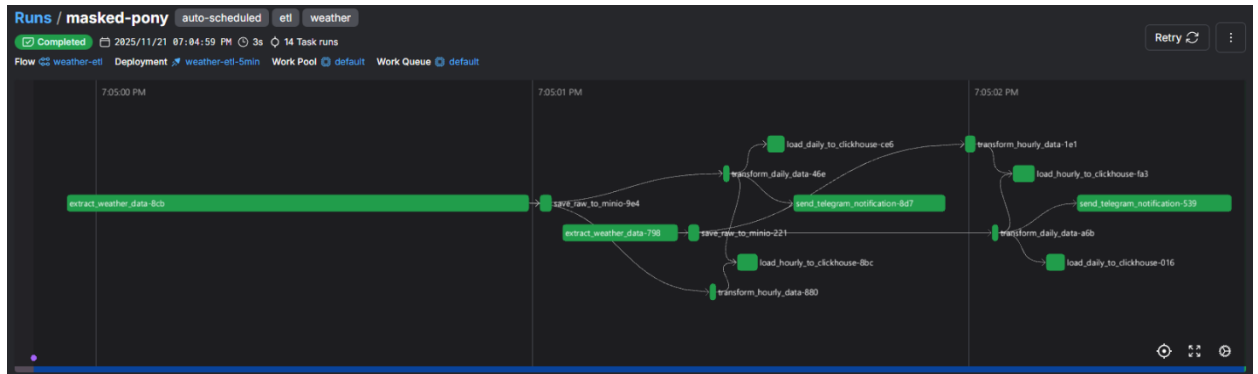 Runs / masked-pony auto-scheduled etl weather
Completed 2025/11/21 07:04:59 PM 3s 14 Task runs
Retry
Flow weather-etl Deployment weather-etl-5min Work Pool default Work Queue default
7:05:00 PM 7:05:01 PM 7:05:02 PM
load_daily_to_clickhouse-ce6 transform_hourly_data-1e1
transform_daily_data-46e load_hourly_to_clickhouse-fa3
extract_weather_data-8cb save_raw_to_minio-9e4 send_telegram_notification-8d7 send_telegram_notification-539
extract_weather_data-798 save_raw_to_minio-221 transform_daily_data-a6b
load_hourly_to_clickhouse-8bc load_daily_to_clickhouse-016
transform_hourly_data-880